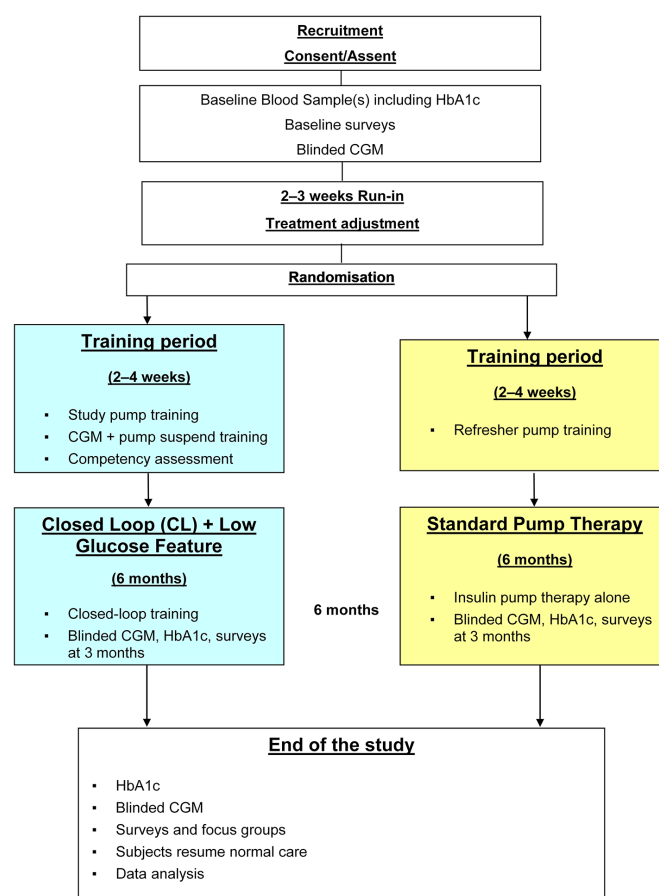 Recruitment
Consent/Assent
Baseline Blood Sample(s) including HbA1c
Baseline surveys
Blinded CGM
2–3 weeks Run-in
Treatment adjustment
Randomisation
Training period
(2–4 weeks)
▪ Study pump training
▪ CGM + pump suspend training
▪ Competency assessment
Training period
(2–4 weeks)
▪ Refresher pump training
Closed Loop (CL) + Low
Glucose Feature
(6 months)
▪ Closed-loop training
▪ Blinded CGM, HbA1c, surveys
at 3 months
6 months
Standard Pump Therapy
(6 months)
▪ Insulin pump therapy alone
▪ Blinded CGM, HbA1c, surveys
at 3 months
End of the study
▪ HbA1c
▪ Blinded CGM
▪ Surveys and focus groups
▪ Subjects resume normal care
▪ Data analysis